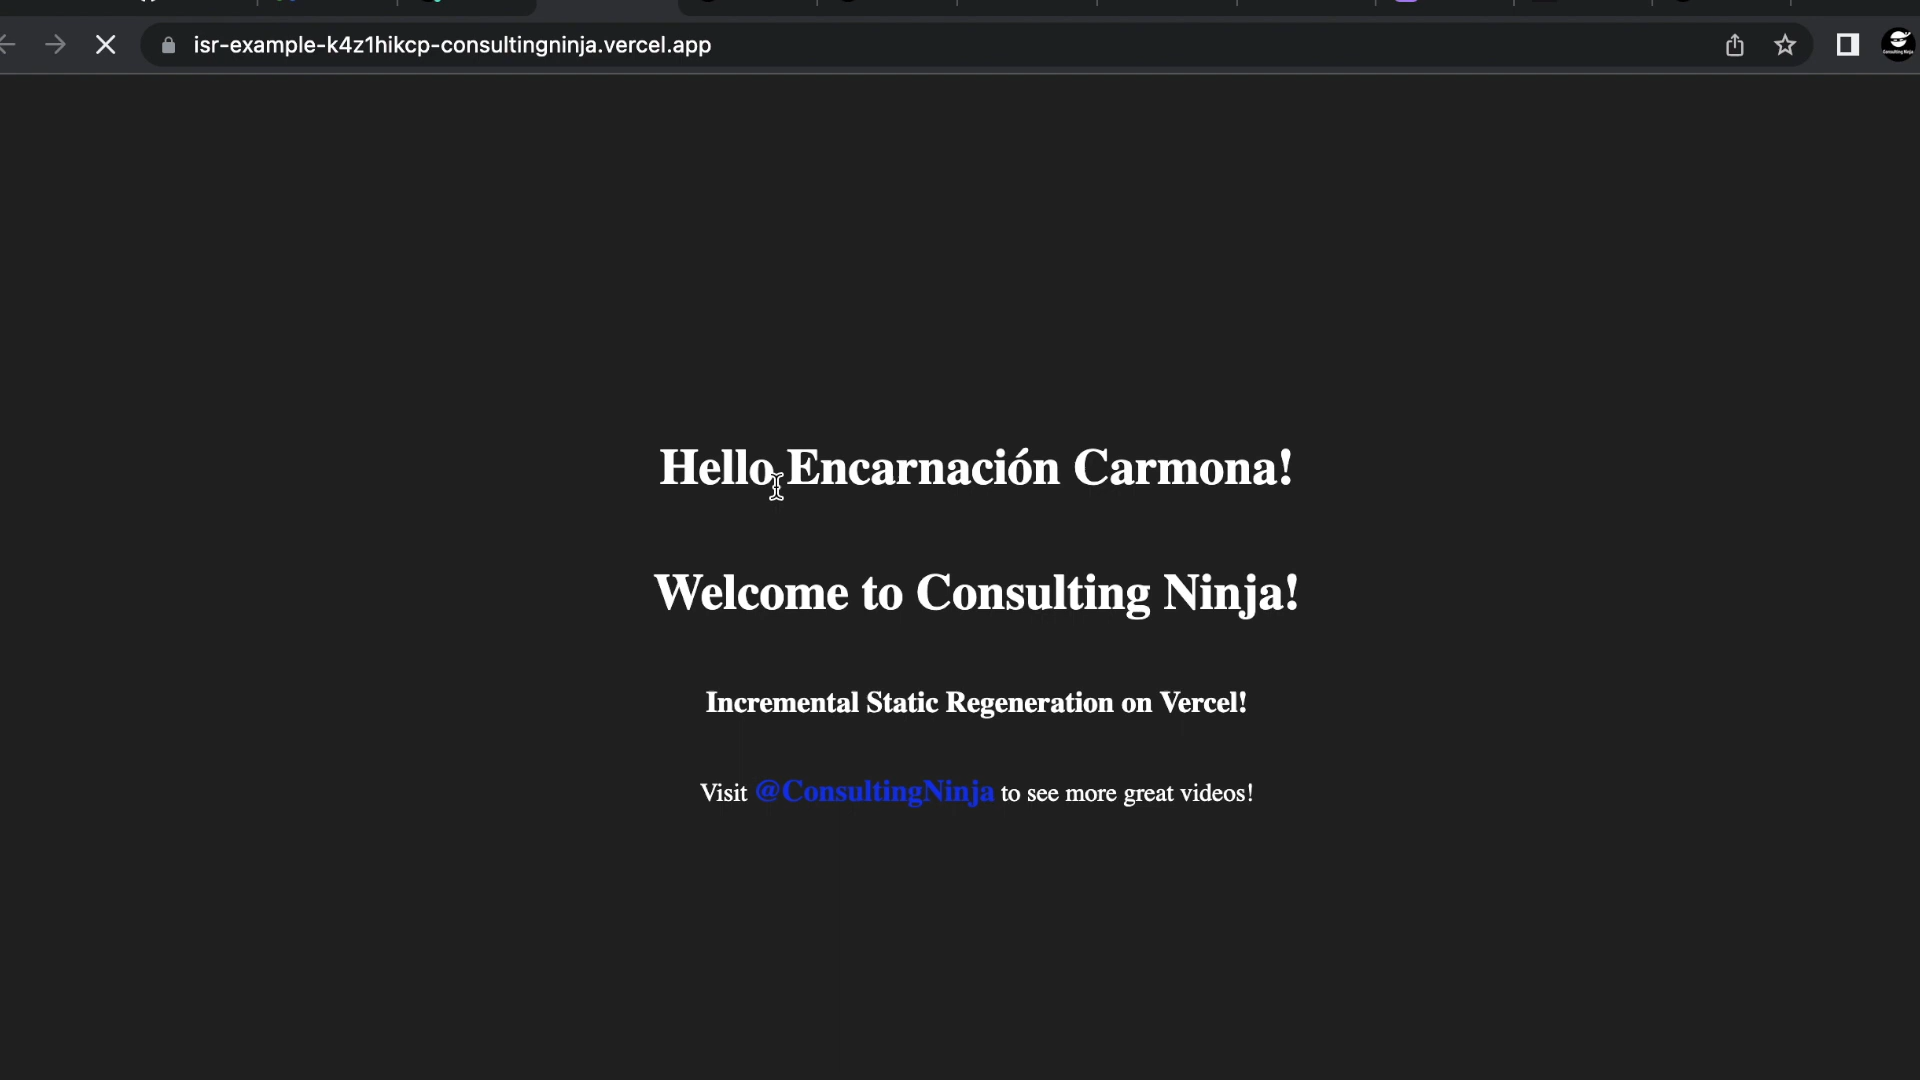 isr-example-k4z1hikcp-consultingninja.vercel.app
Hello Encarnación Carmona!
Welcome to Consulting Ninja!
Incremental Static Regeneration on Vercel!
Visit @ConsultingNinja to see more great videos!